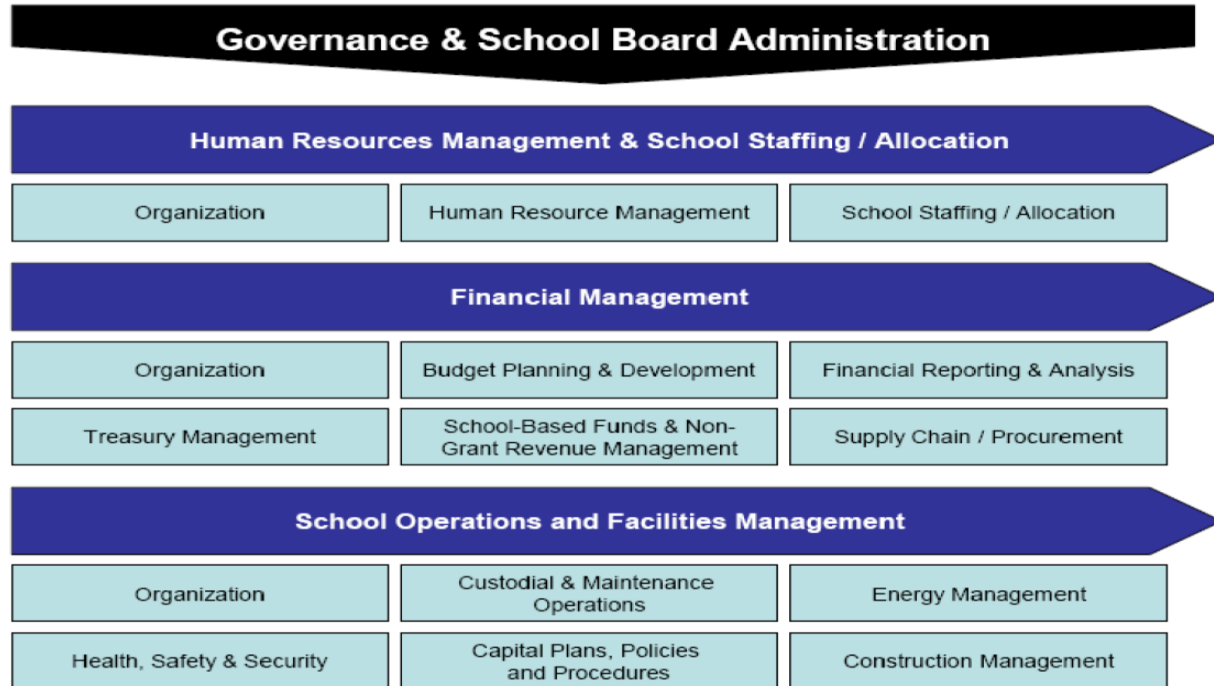 Governance & School Board Administration
Human Resources Management & School Staffing / Allocation
Organization
Human Resource Management
School Staffing / Allocation
Financial Management
Organization
Budget Planning & Development
Financial Reporting & Analysis
Treasury Management
School-Based Funds & Non-
Grant Revenue Management
Supply Chain / Procurement
School Operations and Facilities Management
Organization
Custodial & Maintenance
Operations
Energy Management
Health, Safety & Security
Capital Plans, Policies
and Procedures
Construction Management